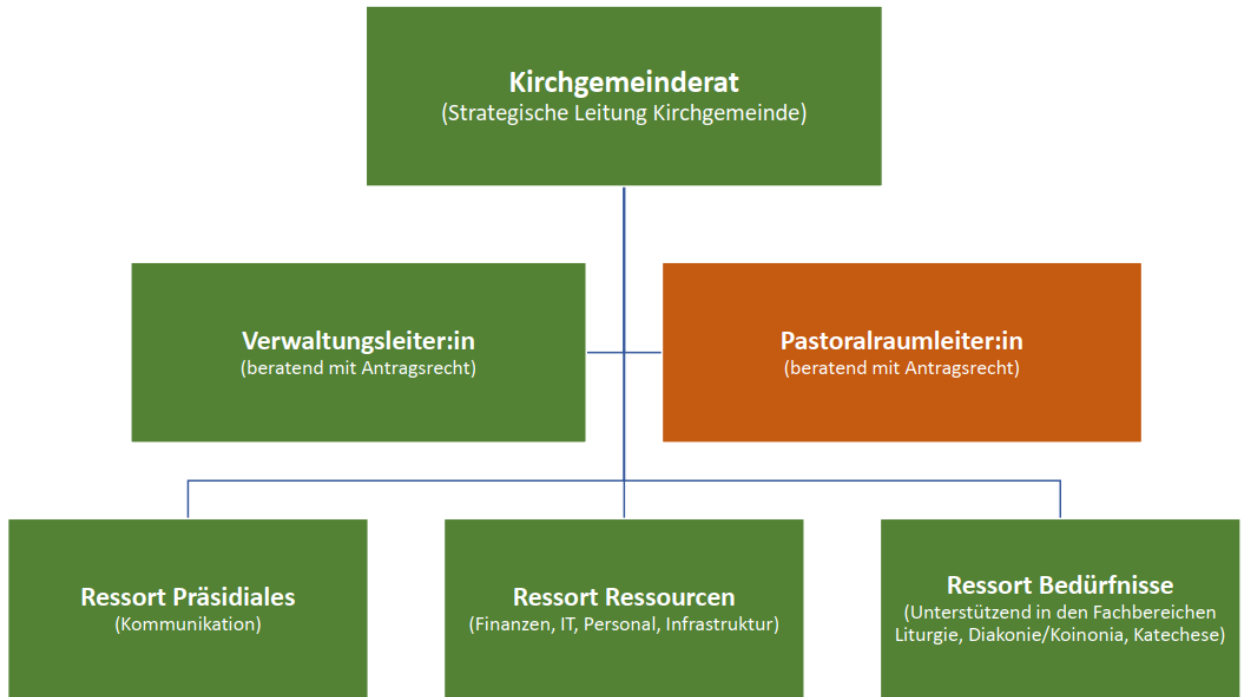 Kirchgemeinderat
(Strategische Leitung Kirchgemeinde)
Verwaltungsleiter:in
(beratend mit Antragsrecht)
Pastoralraumleiter:in
(beratend mit Antragsrecht)
Ressort Präsidiales
(Kommunikation)
Ressort Ressourcen
(Finanzen, IT, Personal, Infrastruktur)
Ressort Bedürfnisse
(Unterstützend in den Fachbereichen
Liturgie, Diakonie/Koinonia, Katechese)